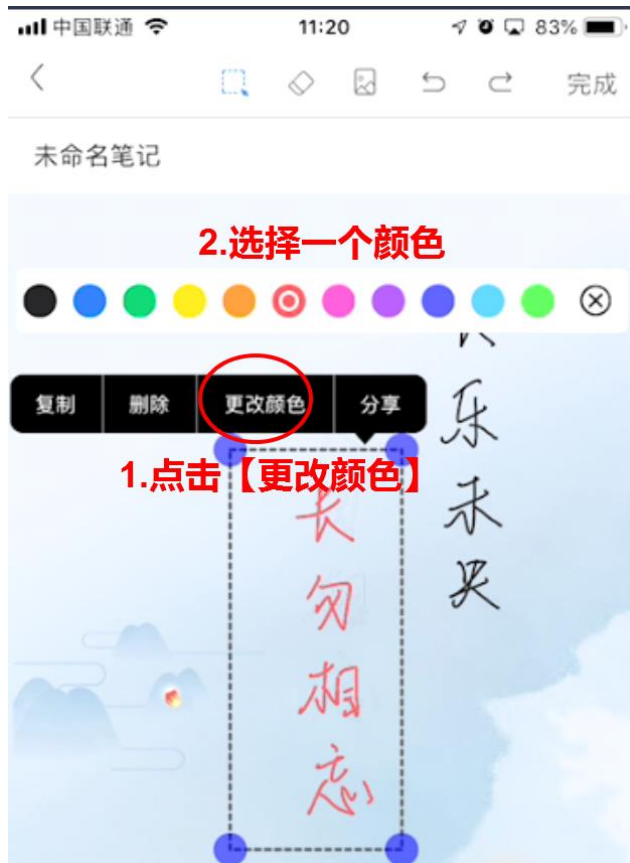 中国联通 11:20 83%
完成
未命名笔记
2.选择一个颜色
复制 删除 更改颜色 分享
1.点击【更改颜色】
乐未央
长勿相忘